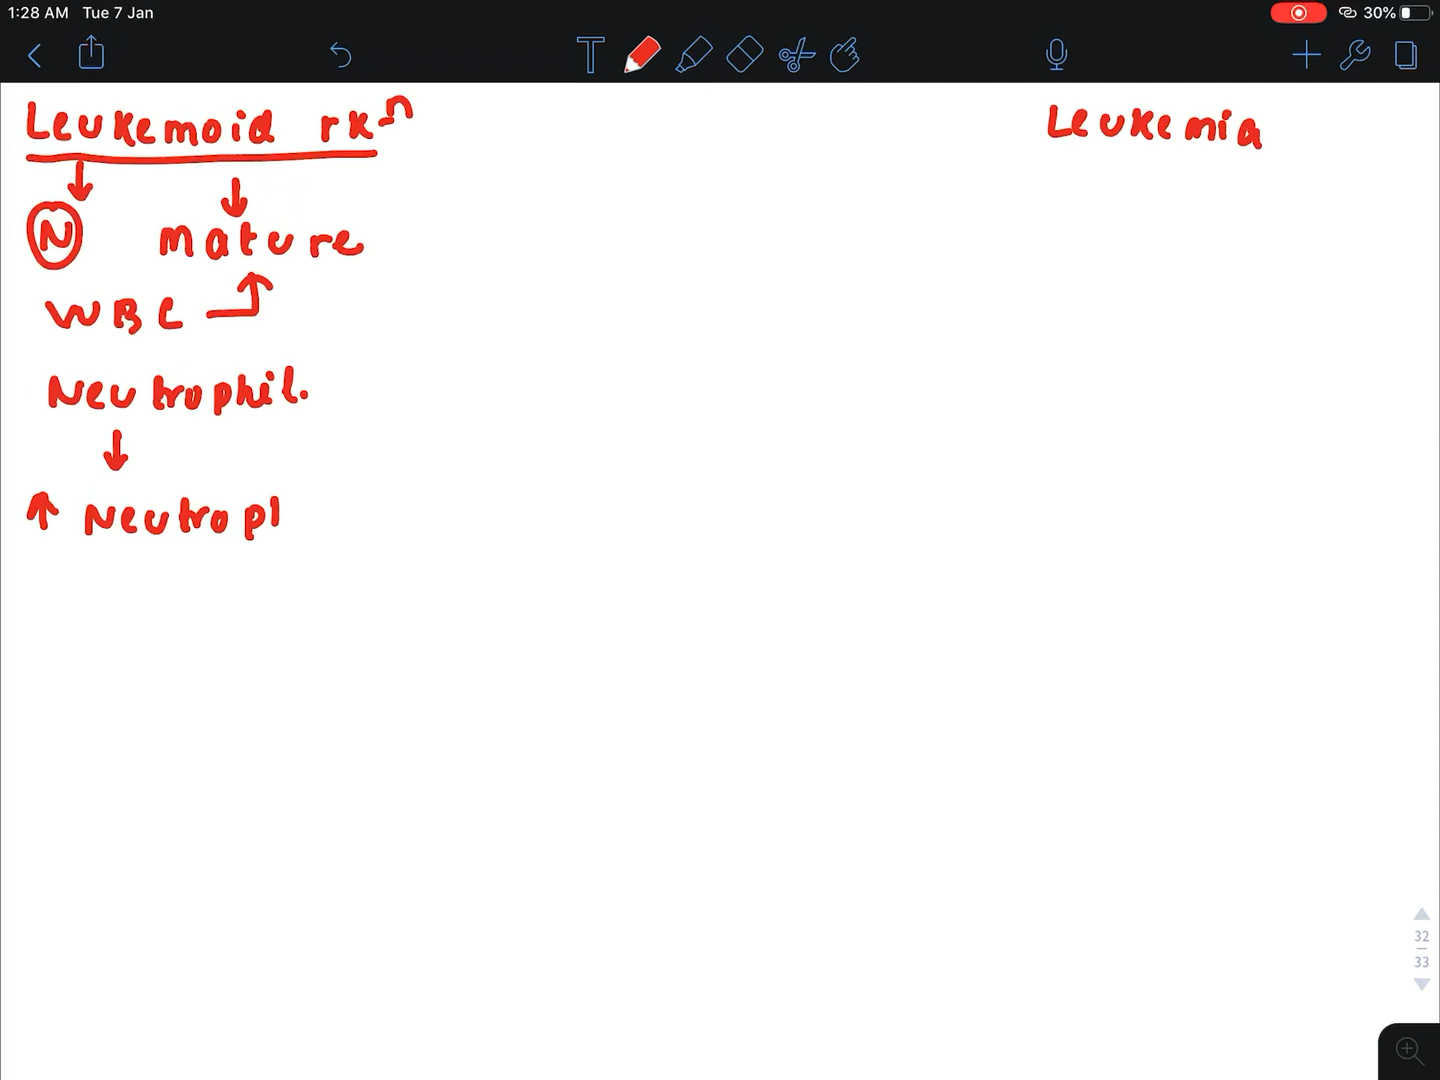 1:28 AM Tue 7 Jan 30%
Leukemoid rxⁿ Leukemia
↓ ↓
N mature
WBC
Neutrophil.
↓
↑ Neutropl
32
33